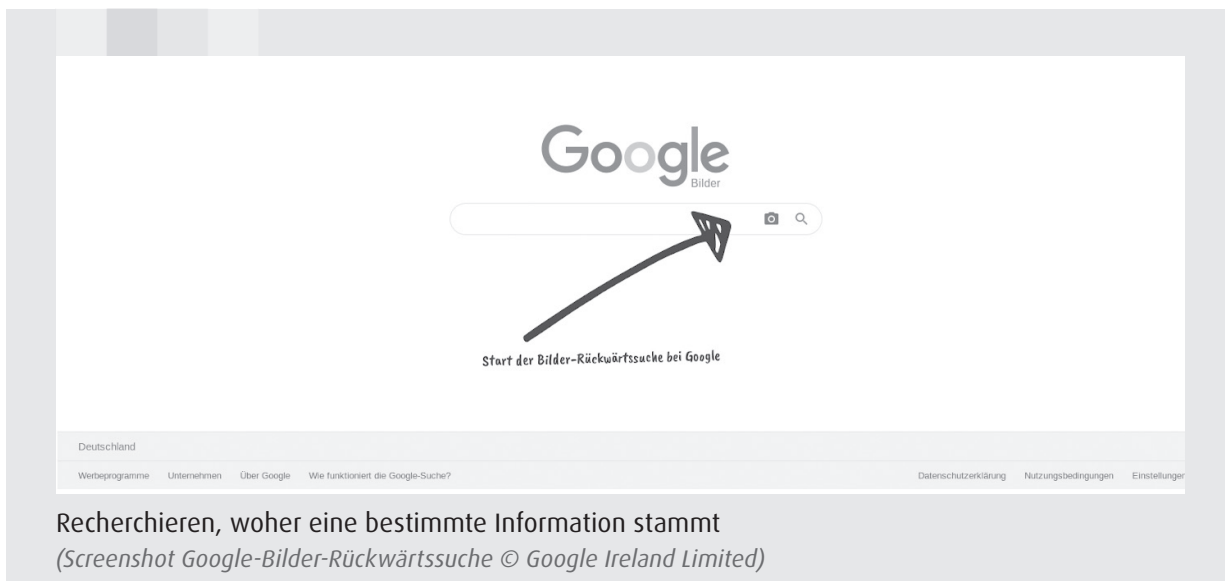 Google
Bilder
Start der Bilder-Rückwärtssuche bei Google
Deutschland
Werbeprogramme Unternehmen Über Google Wie funktioniert die Google-Suche? Datenschutzerklärung Nutzungsbedingungen Einstellungen
Recherchieren, woher eine bestimmte Information stammt
(Screenshot Google-Bilder-Rückwärtssuche © Google Ireland Limited)